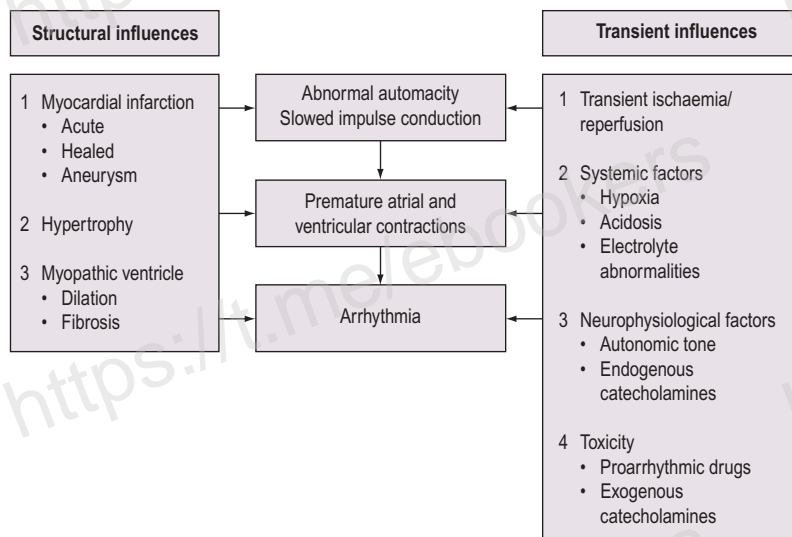 Structural influences
1 Myocardial infarction
• Acute
• Healed
• Aneurysm
2 Hypertrophy
3 Myopathic ventricle
• Dilation
• Fibrosis
Abnormal automacity
Slowed impulse conduction
Premature atrial and
ventricular contractions
Arrhythmia
Transient influences
1 Transient ischaemia/
reperfusion
2 Systemic factors
• Hypoxia
• Acidosis
• Electrolyte
abnormalities
3 Neurophysiological factors
• Autonomic tone
• Endogenous
catecholamines
4 Toxicity
• Proarrhythmic drugs
• Exogenous
catecholamines
https://t.me/ebookers